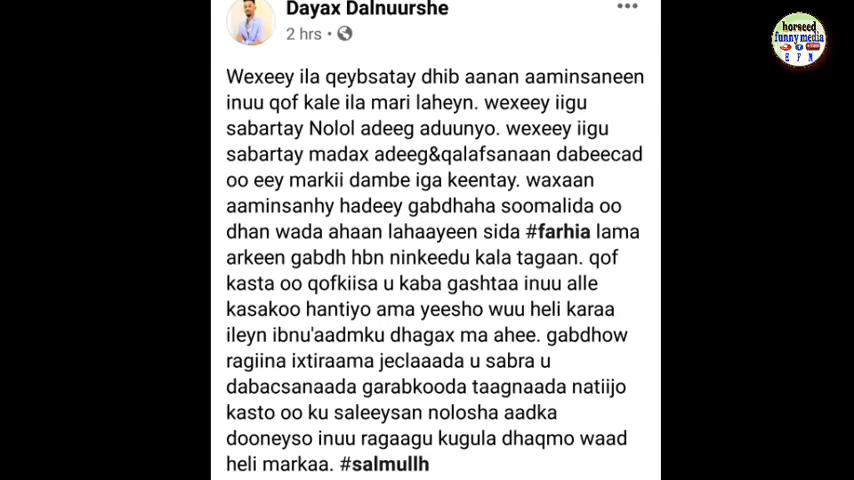 Dayax Dalnuurshe
2 hrs •
Wexeey ila qeybsatay dhib aanan aaminsaneen
inuu qof kale ila mari laheyn. wexeey iigu
sabartay Nolol adeeg aduunyo. wexeey iigu
sabartay madax adeeg&qalafsanaan dabeecad
oo eey markii dambe iga keentay. waxaan
aaminsanhy hadeey gabdhaha soomalida oo
dhan wada ahaan lahaayeen sida #farhia lama
arkeen gabdh hbn ninkeedu kala tagaan. qof
kasta oo qofkiisa u kaba gashtaa inuu alle
kasakoo hantiyo ama yeesho wuu heli karaa
ileyn ibnu'aadmku dhagax ma ahee. gabdhow
ragiina ixtiraama jeclaaada u sabra u
dabacsanaada garabkooda taagnaada natiijo
kasto oo ku saleeysan nolosha aadka
dooneyso inuu ragaagu kugula dhaqmo waad
heli markaa. #salmullh
horseed
funny media
E F N